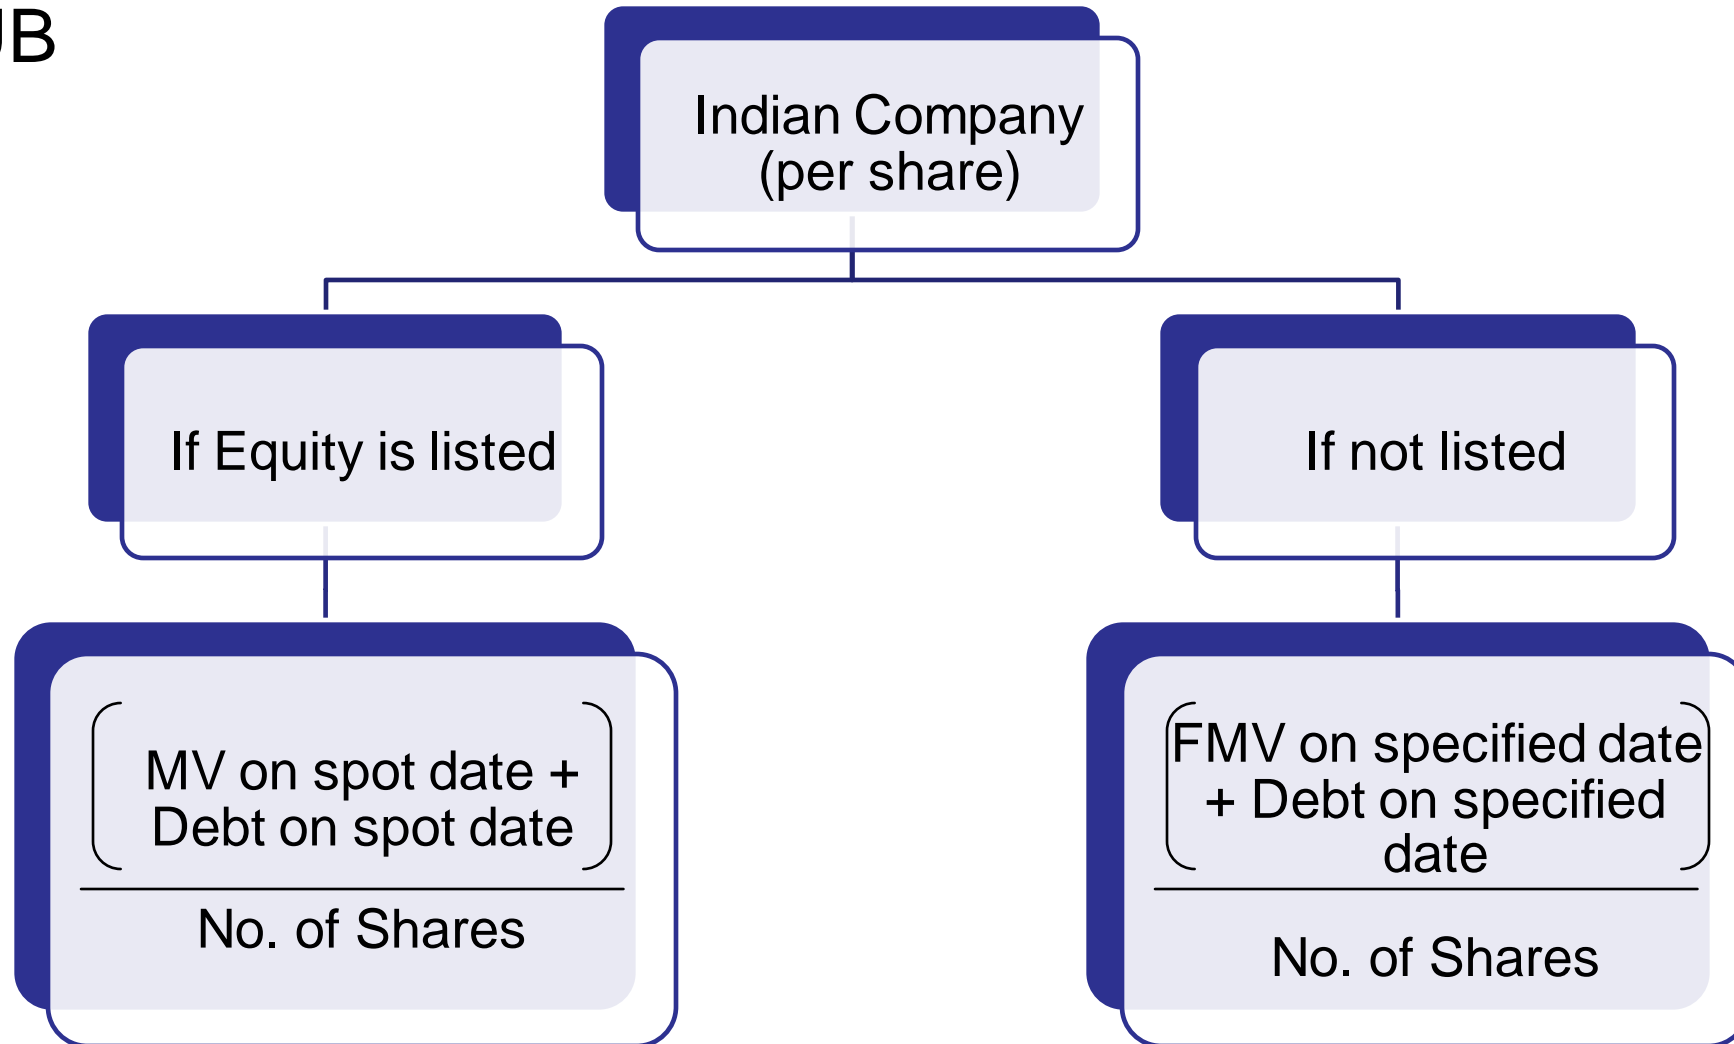 UB
Indian Company
(per share)
If Equity is listed
If not listed
MV on spot date +
Debt on spot date
No. of Shares
FMV on specified date
+ Debt on specified
date
No. of Shares